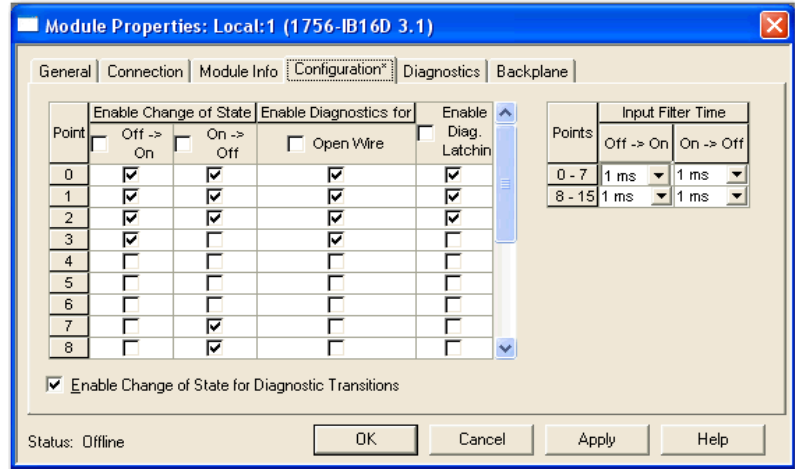 Module Properties: Local:1 (1756-IB16D 3.1)
General Connection Module Info Configuration* Diagnostics Backplane
Point Enable Change of State Enable Diagnostics for Enable Diag. Latchin
Off -> On On -> Off Open Wire
0
1
2
3
4
5
6
7
8
Points Input Filter Time
Off -> On On -> Off
0 - 7 1 ms 1 ms
8 - 15 1 ms 1 ms
Enable Change of State for Diagnostic Transitions
Status: Offline OK Cancel Apply Help